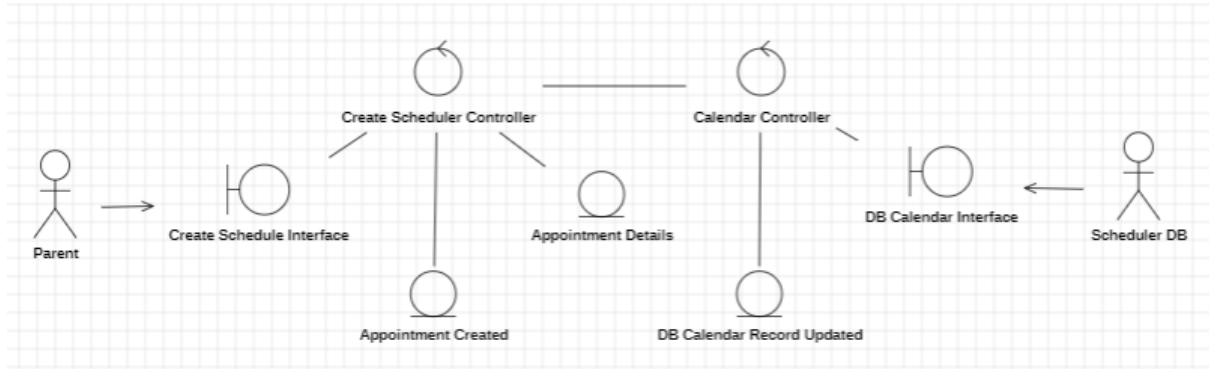 Create Scheduler Controller
Calendar Controller
Parent
Create Schedule Interface
Appointment Details
DB Calendar Interface
Scheduler DB
Appointment Created
DB Calendar Record Updated